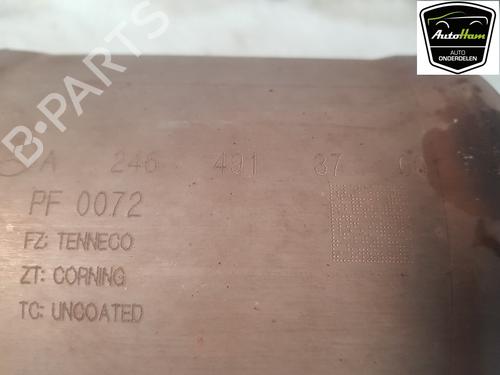 AutoHam
AUTO
ONDERDELEN
B-PARTS
A 246 491 37
PF 0072
FZ: TENNECO
ZT: CORNING
TC: UNCOATED